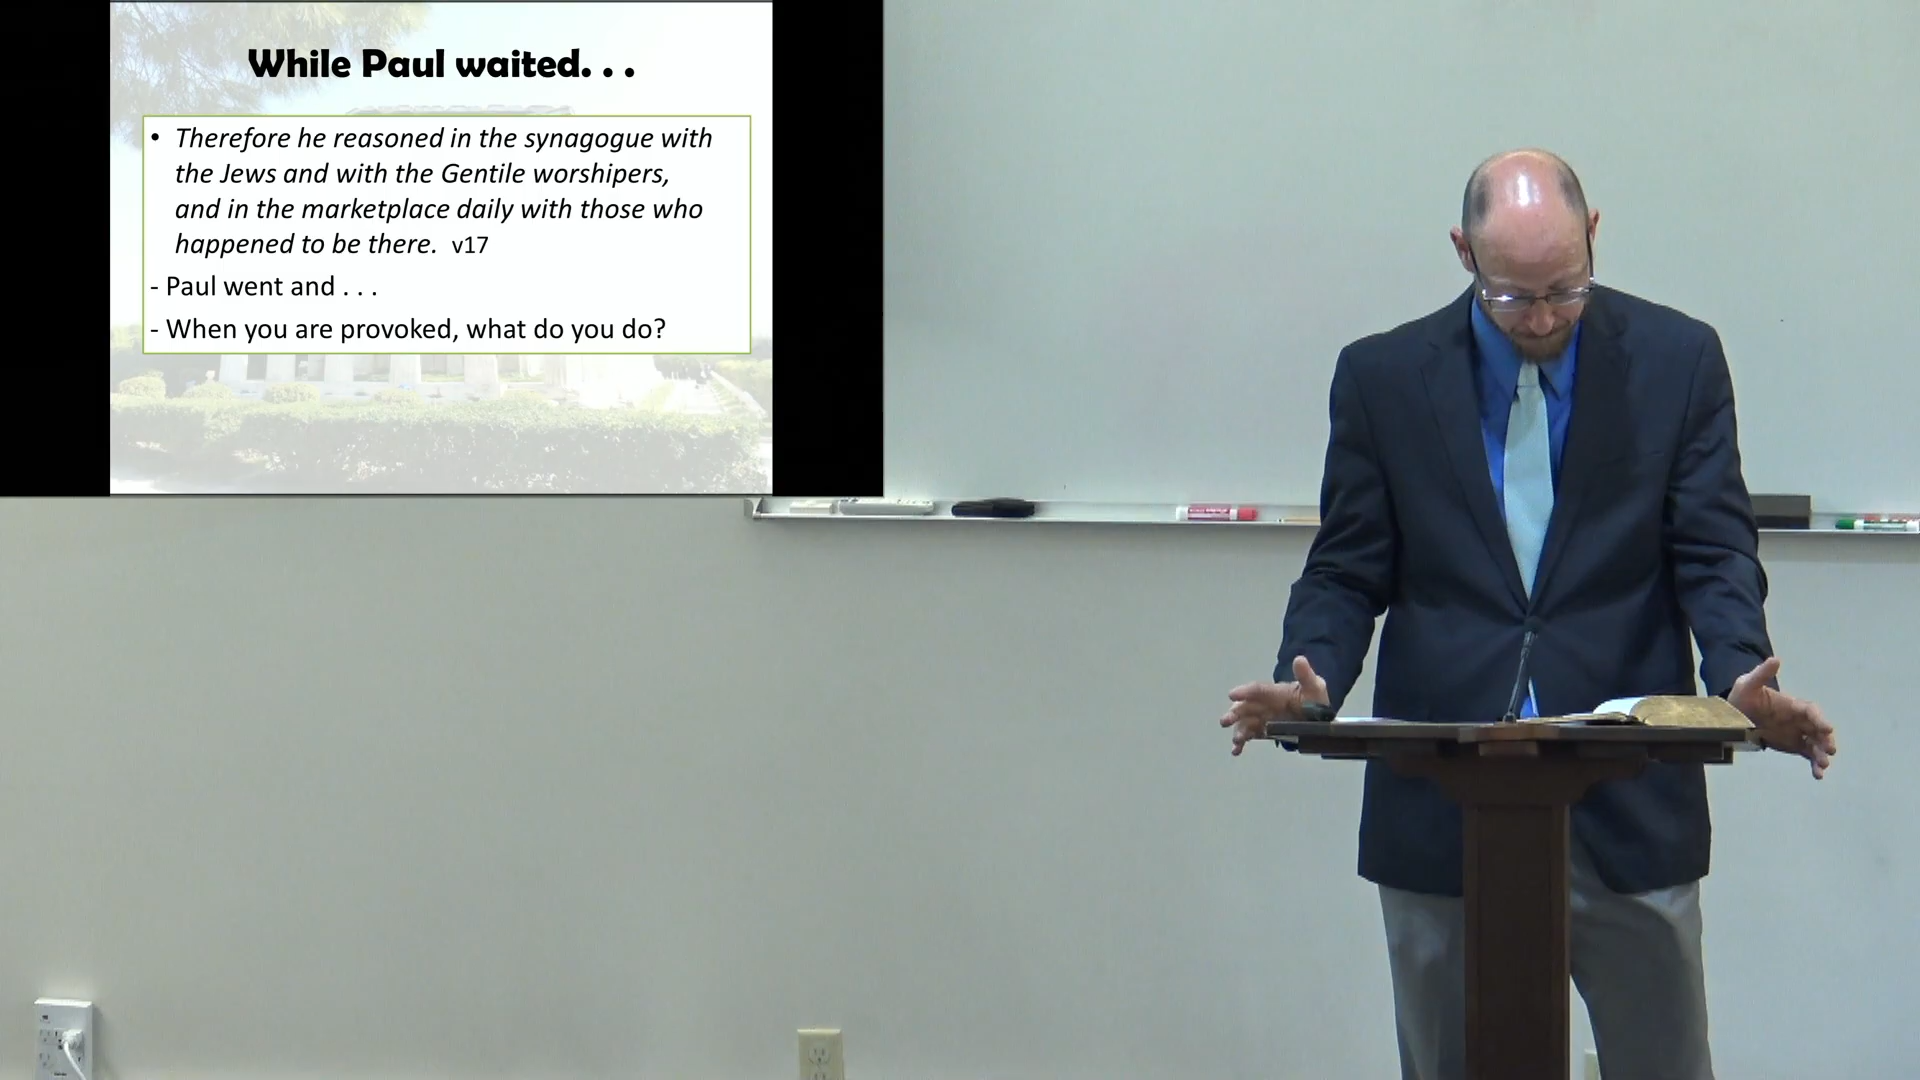 While Paul waited. . .
• Therefore he reasoned in the synagogue with
the Jews and with the Gentile worshipers,
and in the marketplace daily with those who
happened to be there. v17
- Paul went and . . .
- When you are provoked, what do you do?